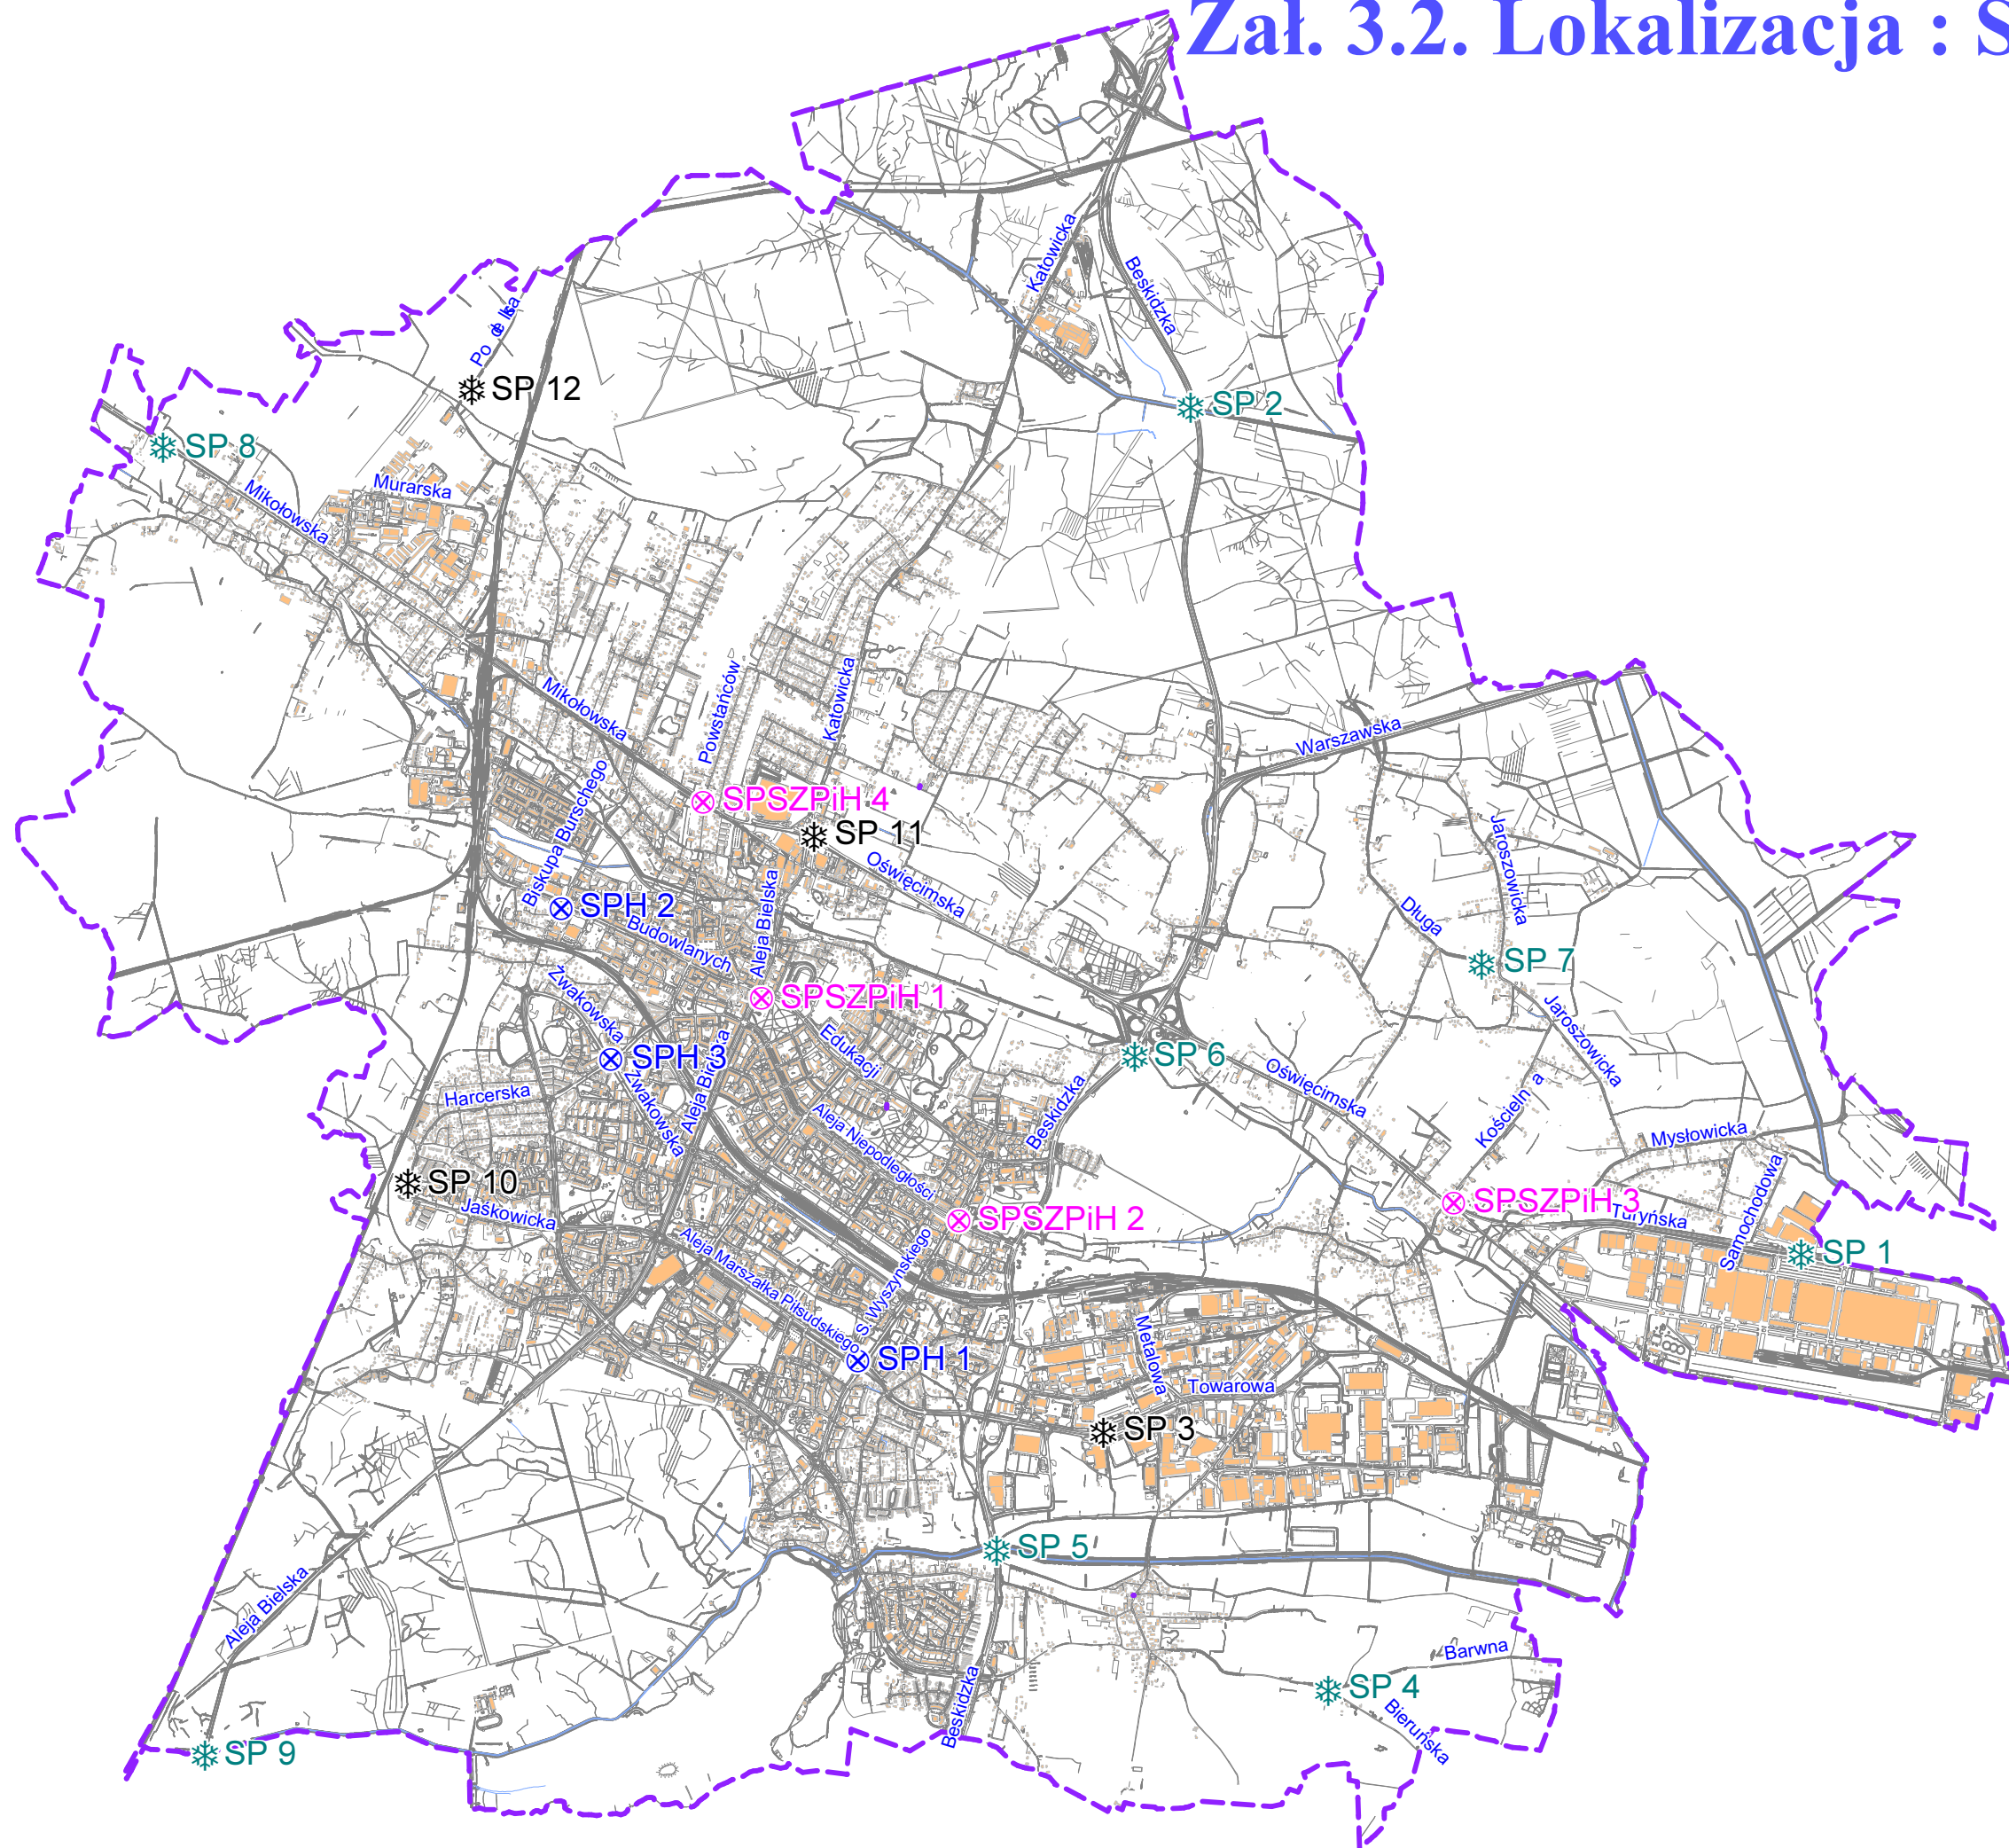 Zał. 3.2. Lokalizacja : S
Katowicka
Beskidzka
SP 12
SP 2
SP 8
Mikołowska
Murarska
Mikołowska
Powstańców
Katowicka
Warszawska
SPSZPiH 4
SP 11
Biskupa Burschego
Oświęcimska
Jaroszowicka
Długa
SPH 2
Budowlanych
Aleja Bielska
SP 7
SPSZPiH 1
Żwakowska
Edukacji
Jaroszowicka
SPH 3
SP 6
Żwakowska
Aleja Bielska
Oświęcimska
Harcerska
Aleja Niepodległości
Beskidzka
Kościelna
Mysłowicka
SP 10
Jaśkowicka
SPSZPiH 2
SPSZPiH 3
Turyńska
Samochodowa
SP 1
Aleja Marszałka Piłsudskiego
S. Wyszyńskiego
SPH 1
Metalowa
Towarowa
SP 3
SP 5
Aleja Bielska
Barwna
SP 4
Bieruńska
Beskidzka
SP 9